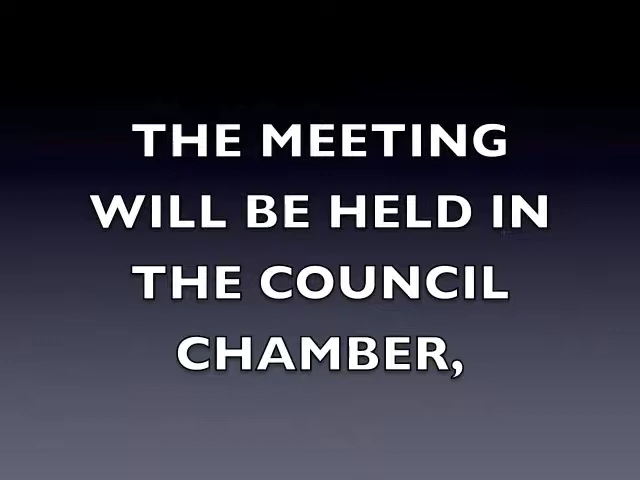 THE MEETING
WILL BE HELD IN
THE COUNCIL
CHAMBER,